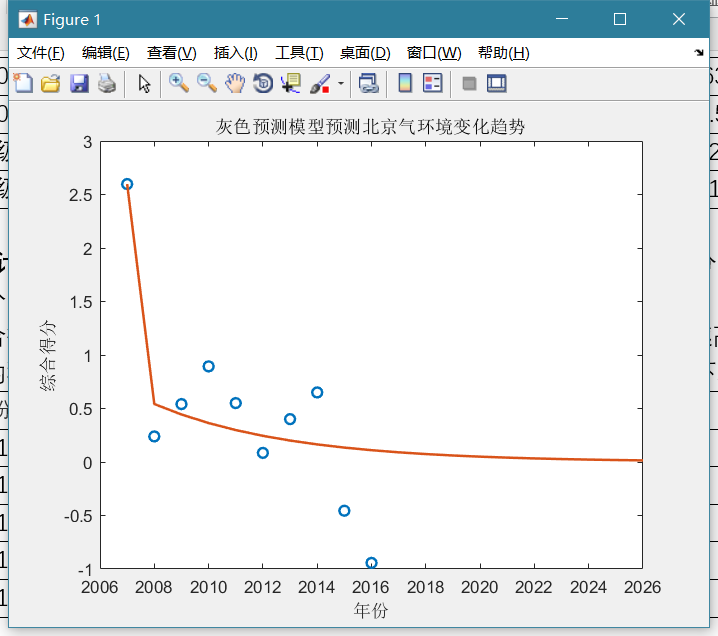 Figure 1
文件(F) 编辑(E) 查看(V) 插入(I) 工具(T) 桌面(D) 窗口(W) 帮助(H)
灰色预测模型预测北京气环境变化趋势
3
2.5
2
1.5
1
0.5
0
-0.5
-1
综合得分
2006 2008 2010 2012 2014 2016 2018 2020 2022 2024 2026
年份